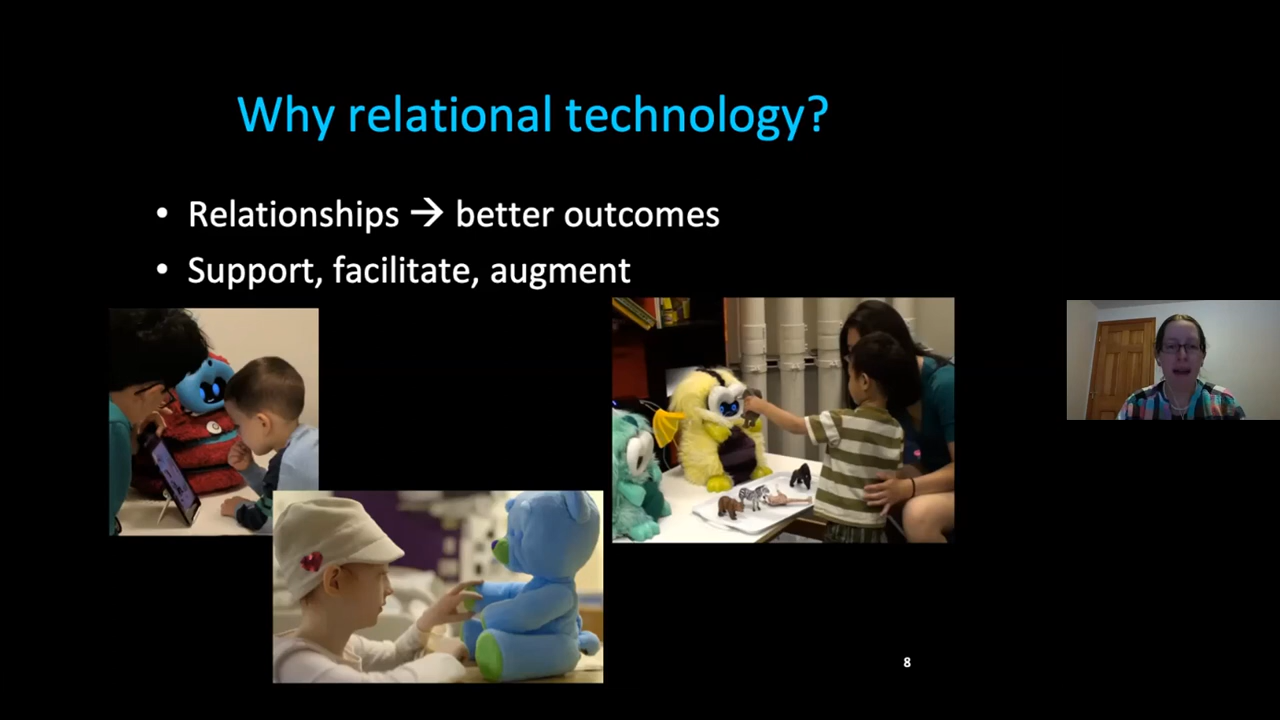 Why relational technology?
• Relationships → better outcomes
• Support, facilitate, augment
8